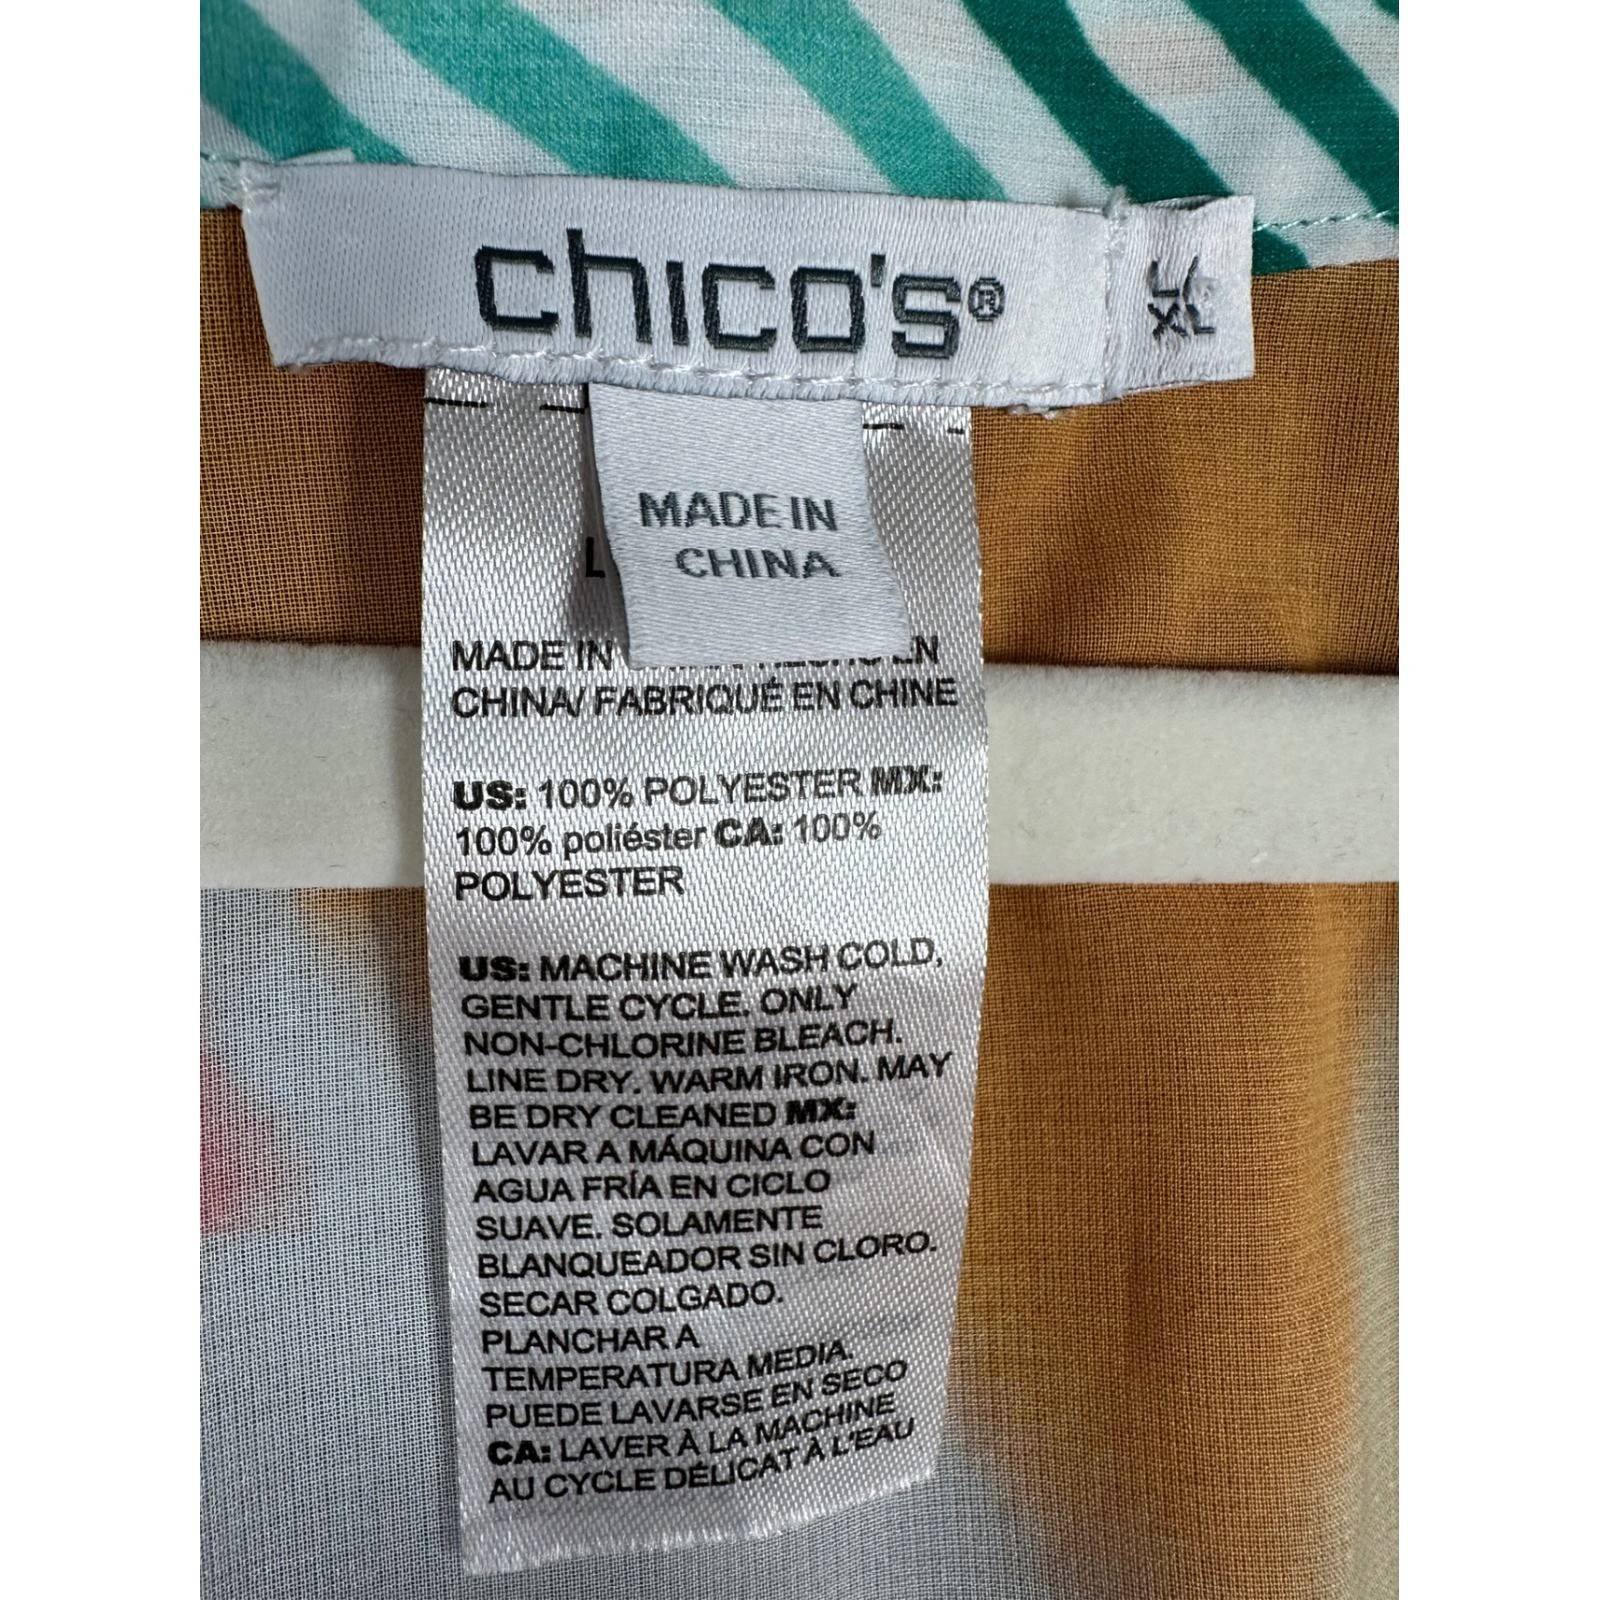 chico's®
L/
XL
MADE IN
CHINA
L
MADE IN EN
CHINA/ FABRIQUÉ EN CHINE
US: 100% POLYESTER MX:
100% poliéster CA: 100%
POLYESTER
US: MACHINE WASH COLD,
GENTLE CYCLE. ONLY
NON-CHLORINE BLEACH.
LINE DRY. WARM IRON. MAY
BE DRY CLEANED MX:
LAVAR A MÁQUINA CON
AGUA FRÍA EN CICLO
SUAVE. SOLAMENTE
BLANQUEADOR SIN CLORO.
SECAR COLGADO.
PLANCHAR A
TEMPERATURA MEDIA.
PUEDE LAVARSE EN SECO
CA: LAVER À LA MACHINE
AU CYCLE DÉLICAT À L'EAU